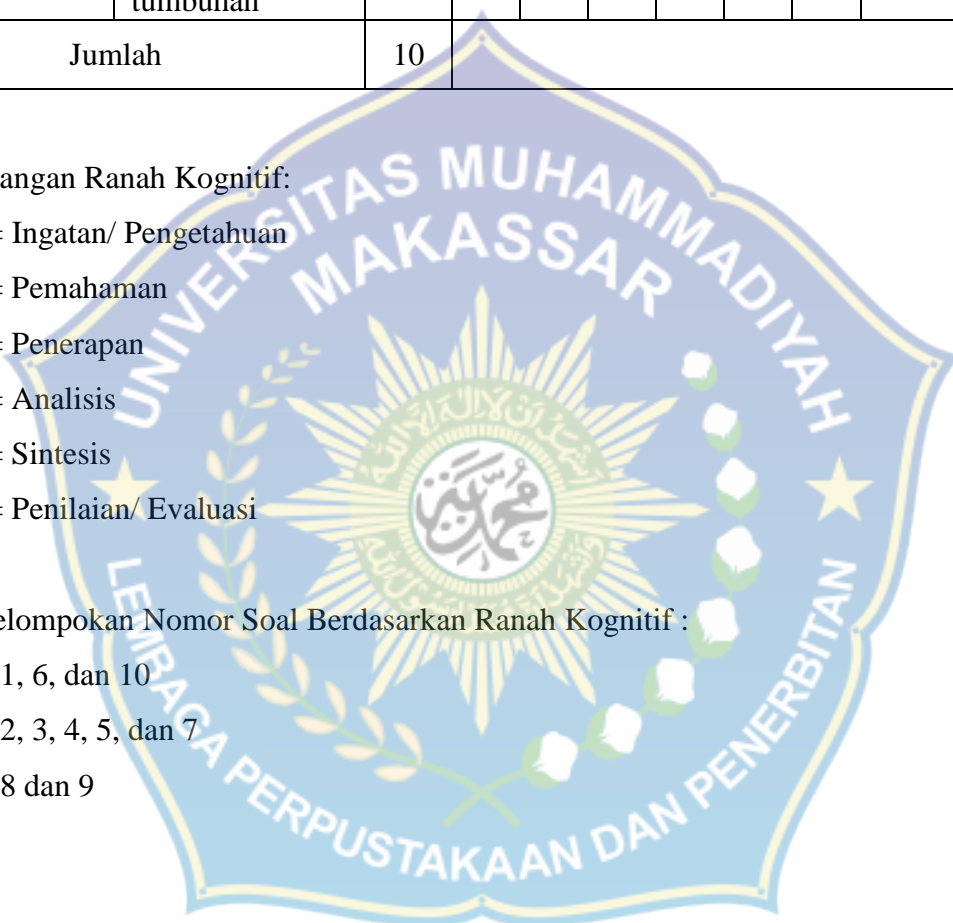 tumbuhan
Jumlah 10
angan Ranah Kognitif:
= Ingatan/ Pengetahuan
= Pemahaman
= Penerapan
= Analisis
= Sintesis
= Penilaian/ Evaluasi
elompokan Nomor Soal Berdasarkan Ranah Kognitif :
1, 6, dan 10
2, 3, 4, 5, dan 7
8 dan 9
UNIVERSITAS MUHAMMADIYAH
MAKASSAR
LEMBAGA PERPUSTAKAAN DAN PENERBITAN